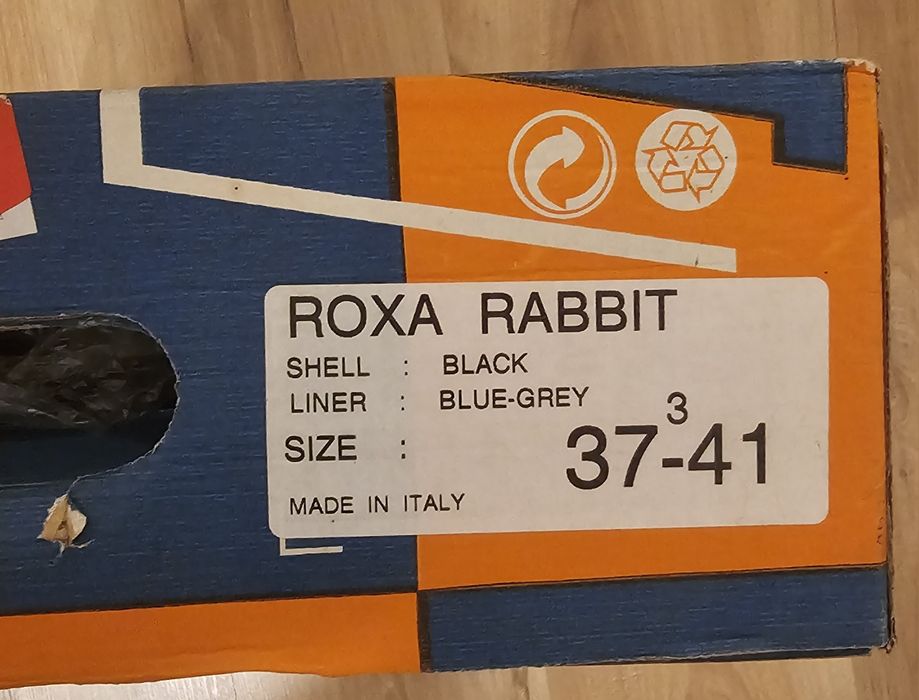 ROXA RABBIT
SHELL : BLACK
LINER : BLUE-GREY
3
SIZE : 37-41
MADE IN ITALY